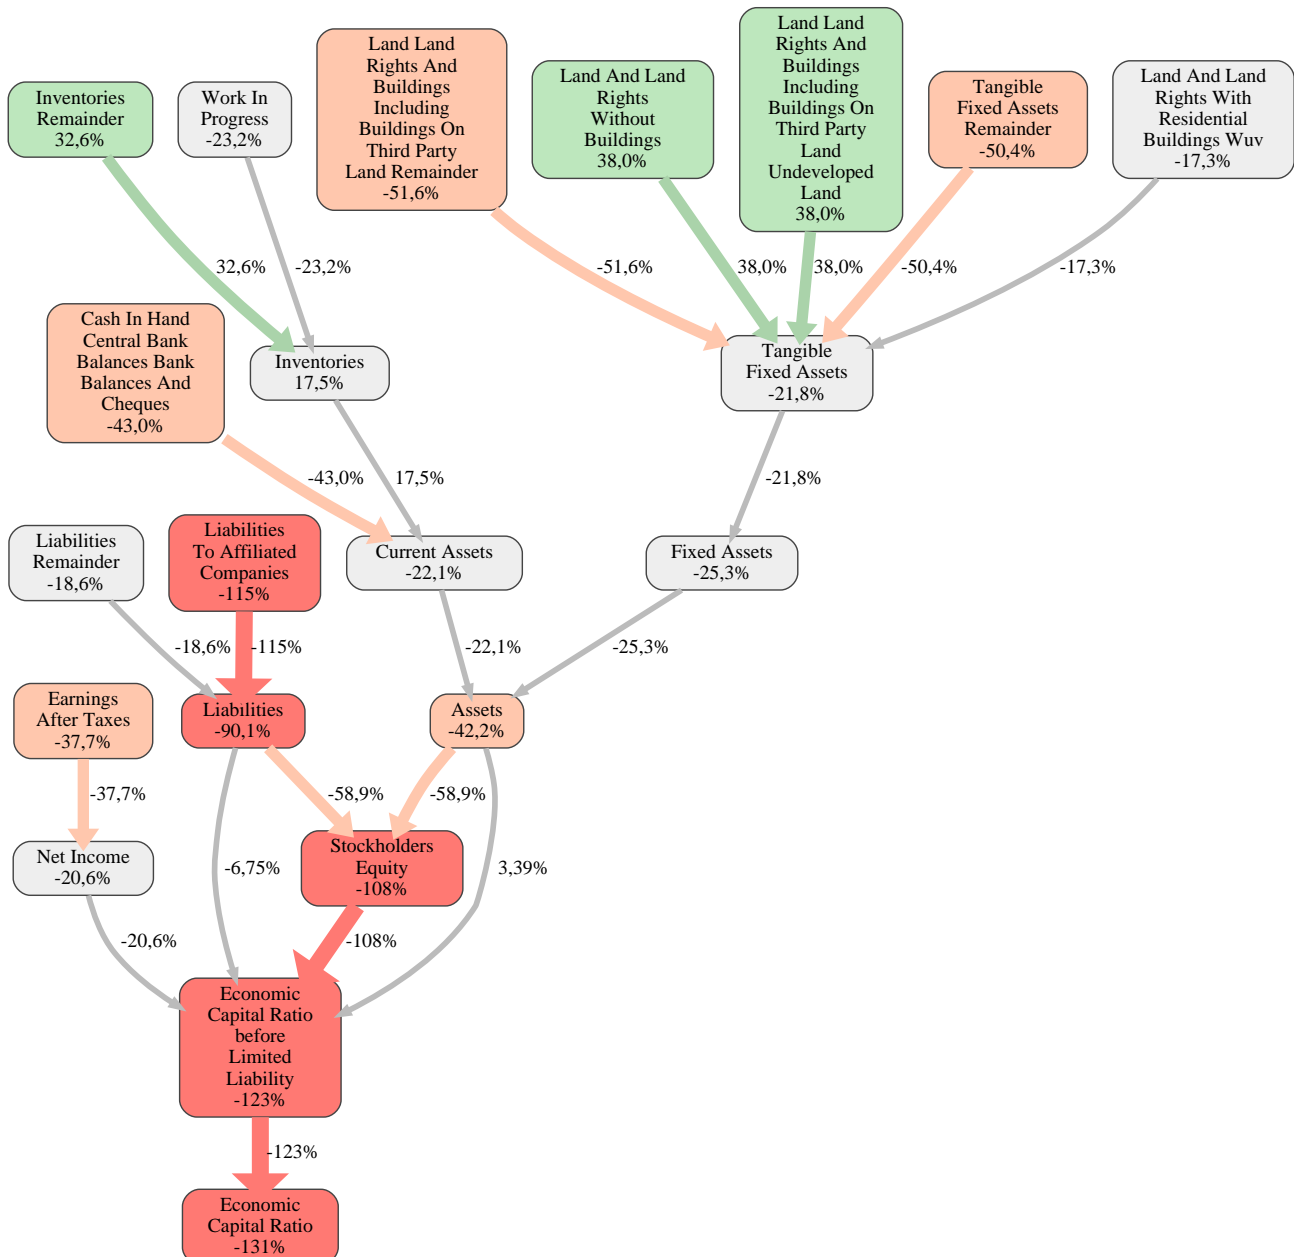 Land Land
Rights And
Buildings
Including
Buildings On
Third Party
Land
Undeveloped
Land
38,0%
Land Land
Rights And
Buildings
Including
Buildings On
Third Party
Land Remainder
-51,6%
Land And Land
Rights
Without
Buildings
38,0%
Tangible
Fixed Assets
Remainder
-50,4%
Land And Land
Rights With
Residential
Buildings Wuv
-17,3%
Inventories
Remainder
32,6%
Work In
Progress
-23,2%
32,6%
-23,2%
-51,6%
38,0%
38,0%
-50,4%
-17,3%
Cash In Hand
Central Bank
Balances Bank
Balances And
Cheques
-43,0%
Inventories
17,5%
Tangible
Fixed Assets
-21,8%
-43,0%
17,5%
-21,8%
Liabilities
Remainder
-18,6%
Liabilities
To Affiliated
Companies
-115%
Current Assets
-22,1%
Fixed Assets
-25,3%
-18,6%
-115%
-22,1%
-25,3%
Earnings
After Taxes
-37,7%
Liabilities
-90,1%
Assets
-42,2%
-37,7%
-58,9%
-58,9%
Net Income
-20,6%
-6,75%
Stockholders
Equity
-108%
3,39%
-20,6%
-108%
Economic
Capital Ratio
before
Limited
Liability
-123%
-123%
Economic
Capital Ratio
-131%